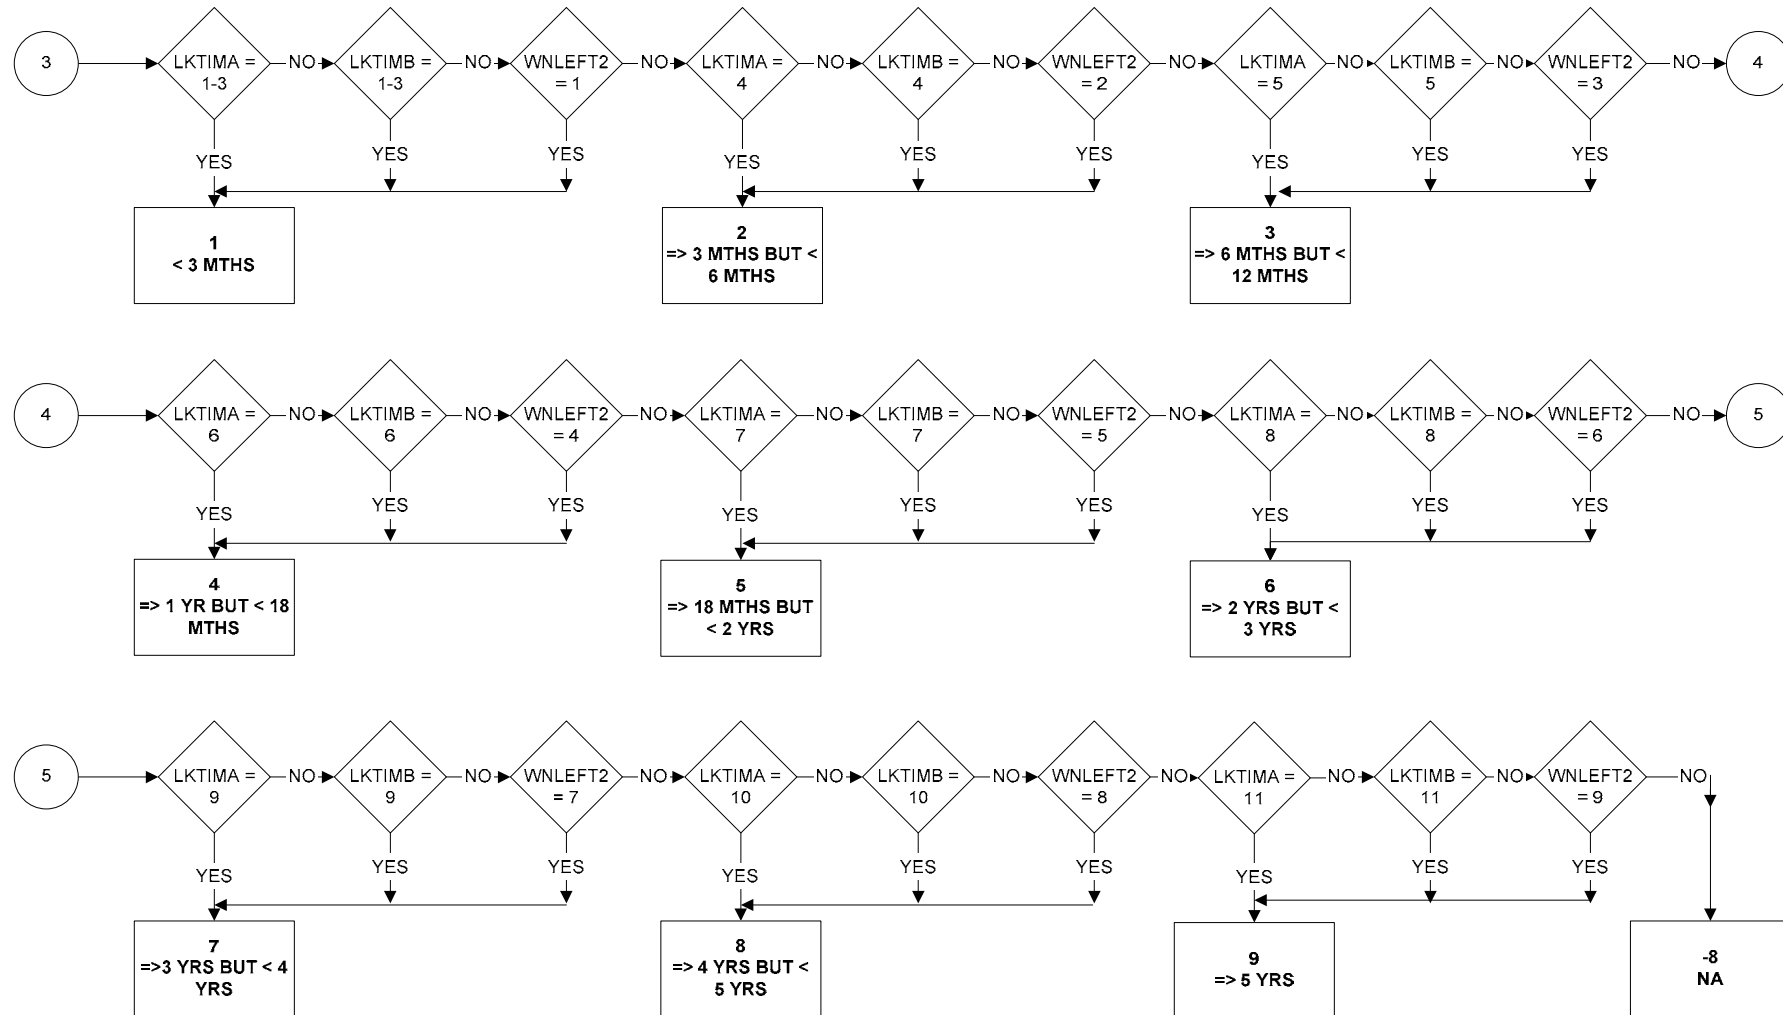 3
LKTIMA =
1-3
NO
LKTIMB =
1-3
NO
WNLEFT2
= 1
NO
LKTIMA =
4
NO
LKTIMB =
4
NO
WNLEFT2
= 2
NO
LKTIMA
= 5
NO
LKTIMB =
5
NO
WNLEFT2
= 3
NO
4
YES
YES
YES
YES
YES
YES
YES
YES
YES
1
< 3 MTHS
2
=> 3 MTHS BUT <
6 MTHS
3
=> 6 MTHS BUT <
12 MTHS
4
LKTIMA =
6
NO
LKTIMB =
6
NO
WNLEFT2
= 4
NO
LKTIMA =
7
NO
LKTIMB =
7
NO
WNLEFT2
= 5
NO
LKTIMA =
8
NO
LKTIMB =
8
NO
WNLEFT2
= 6
NO
5
YES
YES
YES
YES
YES
YES
YES
YES
YES
4
=> 1 YR BUT < 18
MTHS
5
=> 18 MTHS BUT
< 2 YRS
6
=> 2 YRS BUT <
3 YRS
5
LKTIMA =
9
NO
LKTIMB =
9
NO
WNLEFT2
= 7
NO
LKTIMA =
10
NO
LKTIMB =
10
NO
WNLEFT2
= 8
NO
LKTIMA =
11
NO
LKTIMB =
11
NO
WNLEFT2
= 9
NO
YES
YES
YES
YES
YES
YES
YES
YES
YES
7
=>3 YRS BUT < 4
YRS
8
=> 4 YRS BUT <
5 YRS
9
=> 5 YRS
-8
NA